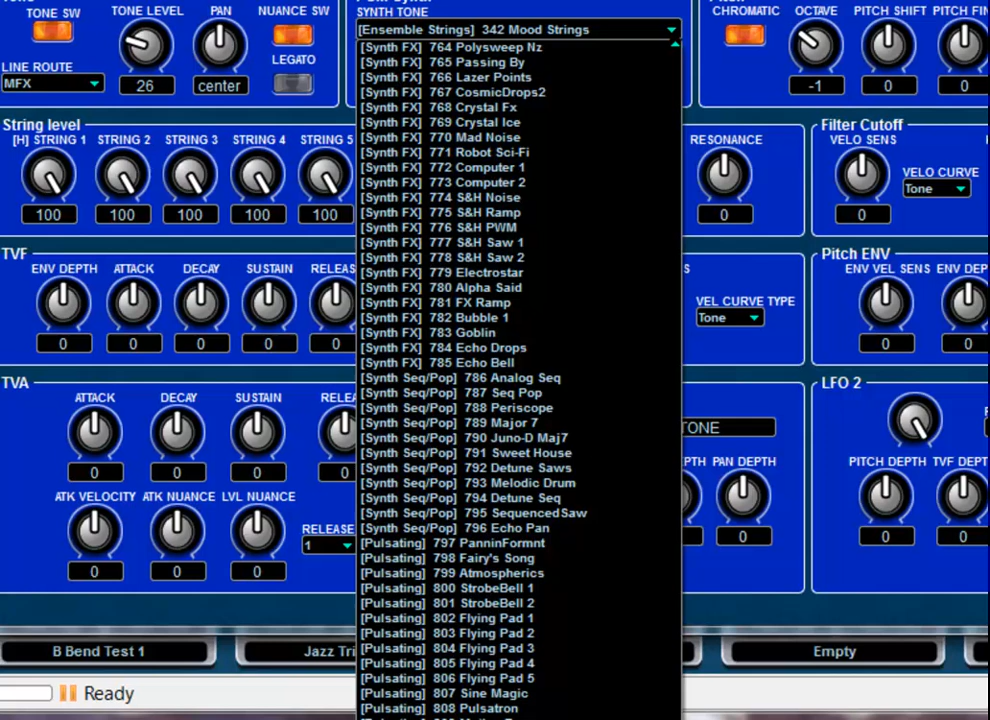 TONE SW
TONE LEVEL
PAN
NUANCE SW
LEGATO
LINE ROUTE
MFX
26
center
SYNTH TONE
[Ensemble Strings] 342 Mood Strings
CHROMATIC
OCTAVE
PITCH SHIFT
PITCH FIN
-1
0
0
[Synth FX] 764 Polysweep Nz
[Synth FX] 765 Passing By
[Synth FX] 766 Lazer Points
[Synth FX] 767 CosmicDrops2
[Synth FX] 768 Crystal Fx
[Synth FX] 769 Crystal Ice
[Synth FX] 770 Mad Noise
[Synth FX] 771 Robot Sci-Fi
[Synth FX] 772 Computer 1
[Synth FX] 773 Computer 2
[Synth FX] 774 S&H Noise
[Synth FX] 775 S&H Ramp
[Synth FX] 776 S&H PWM
[Synth FX] 777 S&H Saw 1
[Synth FX] 778 S&H Saw 2
[Synth FX] 779 Electrostar
[Synth FX] 780 Alpha Said
[Synth FX] 781 FX Ramp
[Synth FX] 782 Bubble 1
[Synth FX] 783 Goblin
[Synth FX] 784 Echo Drops
[Synth FX] 785 Echo Bell
[Synth Seq/Pop] 786 Analog Seq
[Synth Seq/Pop] 787 Seq Pop
[Synth Seq/Pop] 788 Periscope
[Synth Seq/Pop] 789 Major 7
[Synth Seq/Pop] 790 Juno-D Maj7
[Synth Seq/Pop] 791 Sweet House
[Synth Seq/Pop] 792 Detune Saws
[Synth Seq/Pop] 793 Melodic Drum
[Synth Seq/Pop] 794 Detune Seq
[Synth Seq/Pop] 795 SequencedSaw
[Synth Seq/Pop] 796 Echo Pan
[Pulsating] 797 PanninFormnt
[Pulsating] 798 Fairy's Song
[Pulsating] 799 Atmospherics
[Pulsating] 800 StrobeBell 1
[Pulsating] 801 StrobeBell 2
[Pulsating] 802 Flying Pad 1
[Pulsating] 803 Flying Pad 2
[Pulsating] 804 Flying Pad 3
[Pulsating] 805 Flying Pad 4
[Pulsating] 806 Flying Pad 5
[Pulsating] 807 Sine Magic
[Pulsating] 808 Pulsatron
String level
[H] STRING 1
STRING 2
STRING 3
STRING 4
STRING 5
100
100
100
100
100
RESONANCE
0
Filter Cutoff
VELO SENS
VELO CURVE
Tone
0
TVF
ENV DEPTH
ATTACK
DECAY
SUSTAIN
RELEAS
0
0
0
0
0
S
VEL CURVE TYPE
Tone
Pitch ENV
ENV VEL SENS
ENV DEP
0
0
TVA
ATTACK
DECAY
SUSTAIN
RELEA
0
0
0
0
ATK VELOCITY
ATK NUANCE
LVL NUANCE
RELEASE
1
0
0
0
TONE
PTH
PAN DEPTH
0
LFO 2
PITCH DEPTH
TVF DEPT
0
0
B Bend Test 1
Jazz Tri
Empty
Ready